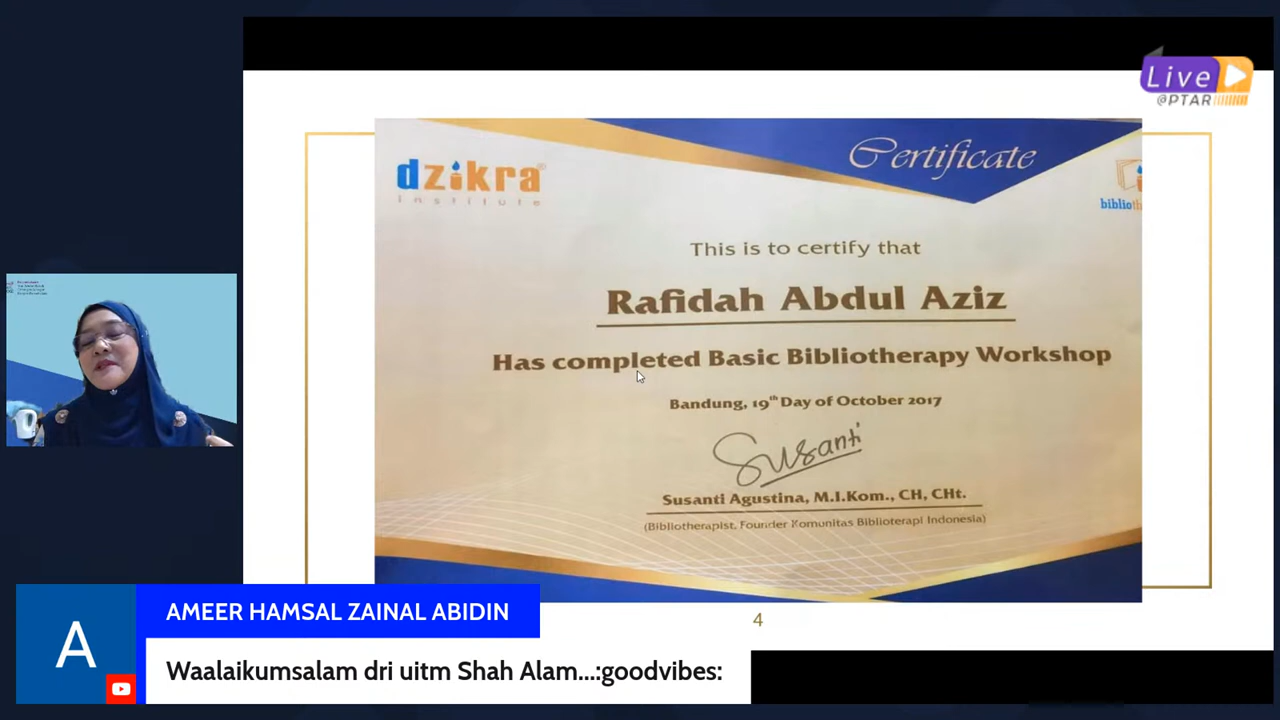 Live
@PTAR
Certificate
dzikra
institute
This is to certify that
Rafidah Abdul Aziz
Has completed Basic Bibliotherapy Workshop
Bandung, 19th Day of October 2017
Susanti
Susanti Agustina, M.I.Kom., CH, CHt.
(Bibliotherapist, Founder Komunitas Biblioterapi Indonesia)
4
AMEER HAMSAL ZAINAL ABIDIN
A
Waalaikumsalam dri uitm Shah Alam...:goodvibes: